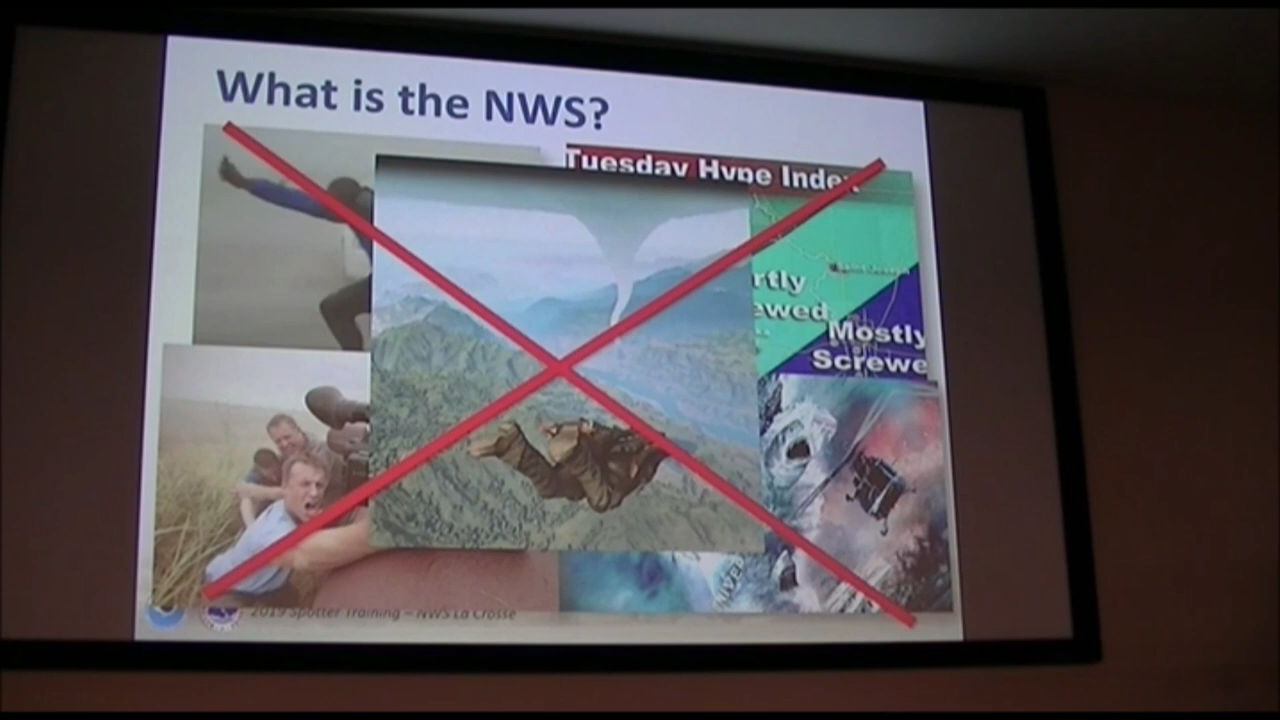 What is the NWS?
Tuesday Hype Index
rtly
ewed
Mostly
Screwe
2019 Spotter Training – NWS La Crosse